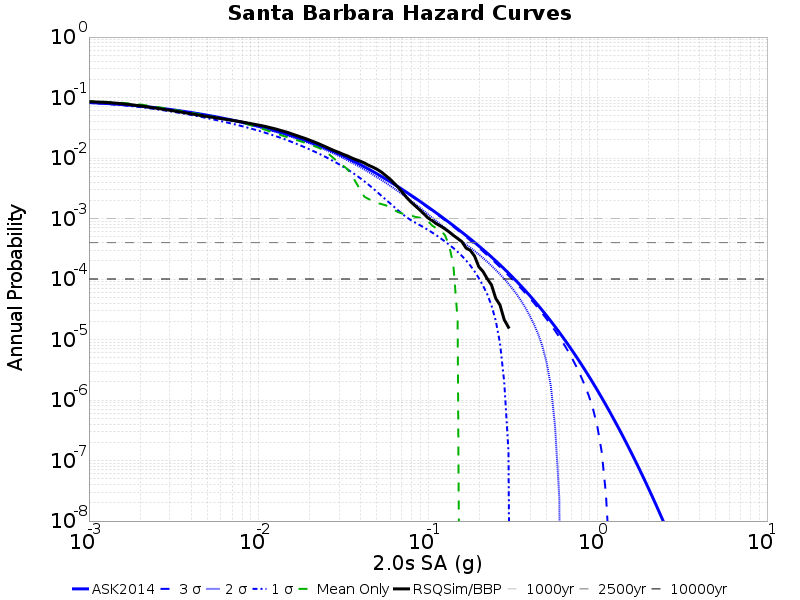 Santa Barbara Hazard Curves
Annual Probability
10^0
10^-1
10^-2
10^-3
10^-4
10^-5
10^-6
10^-7
10^-8
10^-3 10^-2 10^-1 10^0 10^1
2.0s SA (g)
ASK2014 3 σ 2 σ 1 σ Mean Only RSQSim/BBP 1000yr 2500yr 10000yr